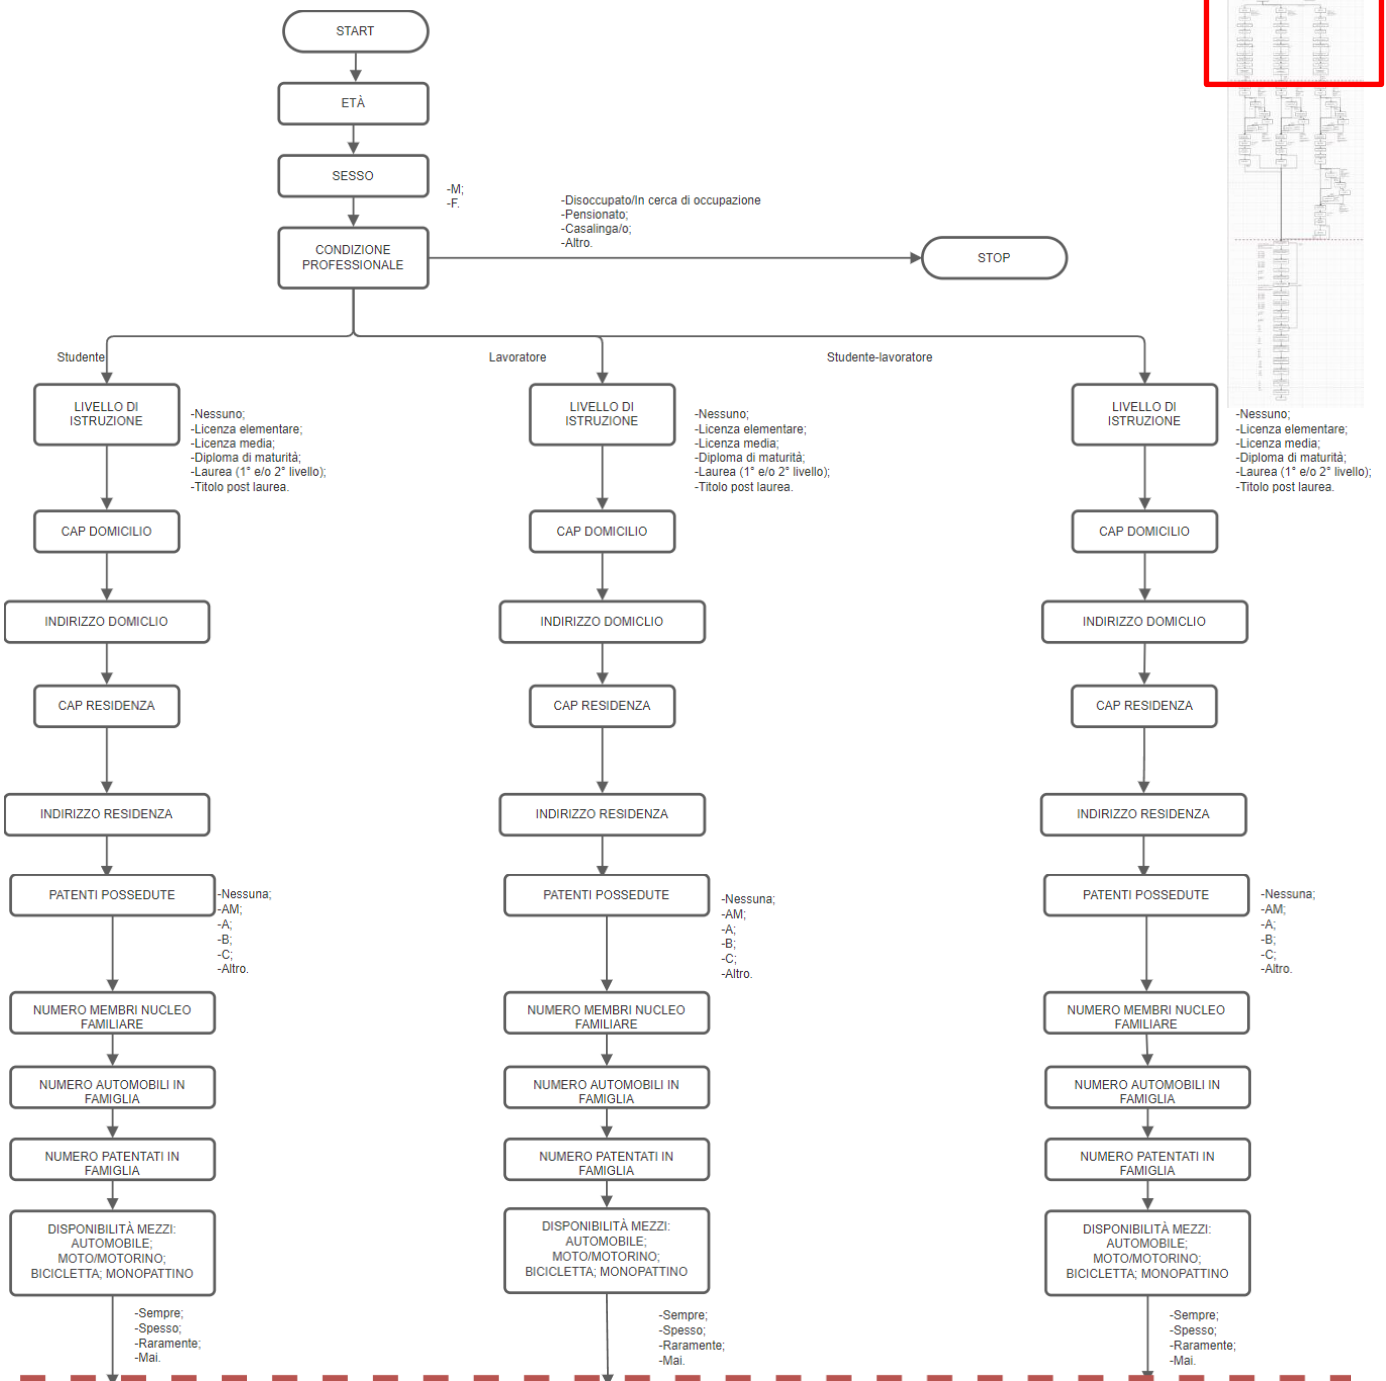 START
ETÀ
SESSO
-M;
-F.
CONDIZIONE
PROFESSIONALE
-Disoccupato/In cerca di occupazione
-Pensionato;
-Casalinga/o;
-Altro.
STOP
Studente
Lavoratore
Studente-lavoratore
LIVELLO DI
ISTRUZIONE
-Nessuno;
-Licenza elementare;
-Licenza media;
-Diploma di maturità;
-Laurea (1° e/o 2° livello);
-Titolo post laurea.
LIVELLO DI
ISTRUZIONE
-Nessuno;
-Licenza elementare;
-Licenza media;
-Diploma di maturità;
-Laurea (1° e/o 2° livello);
-Titolo post laurea.
LIVELLO DI
ISTRUZIONE
-Nessuno;
-Licenza elementare;
-Licenza media;
-Diploma di maturità;
-Laurea (1° e/o 2° livello);
-Titolo post laurea.
CAP DOMICILIO
CAP DOMICILIO
CAP DOMICILIO
INDIRIZZO DOMICLIO
INDIRIZZO DOMICLIO
INDIRIZZO DOMICLIO
CAP RESIDENZA
CAP RESIDENZA
CAP RESIDENZA
INDIRIZZO RESIDENZA
INDIRIZZO RESIDENZA
INDIRIZZO RESIDENZA
PATENTI POSSEDUTE
-Nessuna;
-AM;
-A;
-B;
-C;
-Altro.
PATENTI POSSEDUTE
-Nessuna;
-AM;
-A;
-B;
-C;
-Altro.
PATENTI POSSEDUTE
-Nessuna;
-AM;
-A;
-B;
-C;
-Altro.
NUMERO MEMBRI NUCLEO
FAMILIARE
NUMERO MEMBRI NUCLEO
FAMILIARE
NUMERO MEMBRI NUCLEO
FAMILIARE
NUMERO AUTOMOBILI IN
FAMIGLIA
NUMERO AUTOMOBILI IN
FAMIGLIA
NUMERO AUTOMOBILI IN
FAMIGLIA
NUMERO PATENTATI IN
FAMIGLIA
NUMERO PATENTATI IN
FAMIGLIA
NUMERO PATENTATI IN
FAMIGLIA
DISPONIBILITÀ MEZZI:
AUTOMOBILE;
MOTO/MOTORINO;
BICICLETTA; MONOPATTINO
DISPONIBILITÀ MEZZI:
AUTOMOBILE;
MOTO/MOTORINO;
BICICLETTA; MONOPATTINO
DISPONIBILITÀ MEZZI:
AUTOMOBILE;
MOTO/MOTORINO;
BICICLETTA; MONOPATTINO
-Sempre;
-Spesso;
-Raramente;
-Mai.
-Sempre;
-Spesso;
-Raramente;
-Mai.
-Sempre;
-Spesso;
-Raramente;
-Mai.